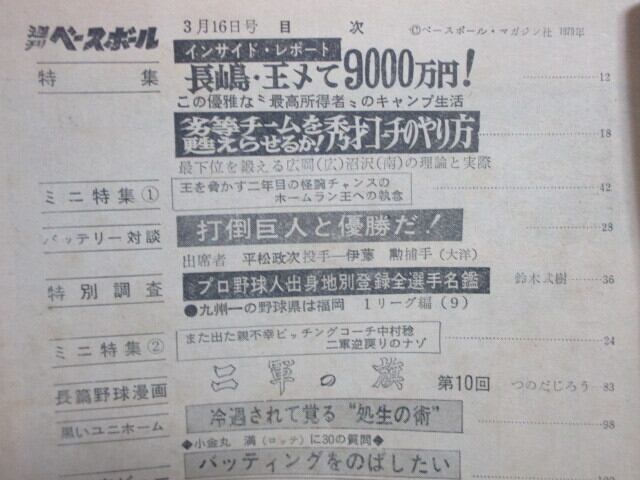 週刊ベースボール 3月16日号 目次 ©ベースボール・マガジン社 1970年
特集 インサイド・レポート
長嶋・王〆て9000万円! 12
この優雅な〝最高所得者〟のキャンプ生活
劣等チームを甦えらせるか!秀才コーチのやり方 18
最下位を鍛える広岡(広)沼沢(南)の理論と実際
ミニ特集① 王を脅かす二年目の怪腕チャンスの 42
ホームラン王への執念
バッテリー対談 打倒巨人と優勝だ! 28
出席者 平松政次投手―伊藤 勲捕手(大洋)
特別調査 プロ野球人出身地別登録全選手名鑑 鈴木武樹 36
●九州一の野球県は福岡 1リーグ編(9)
ミニ特集② また出た親不幸ピッチングコーチ中村稔 24
二軍逆戻りのナゾ
長篇野球漫画 二軍の旗 第10回 つのだじろう 83
黒いユニホーム 冷遇されて覚る“処生の術” 98
◆小金丸 満(ロッテ)に30の質問◆
バッティングをのばしたい